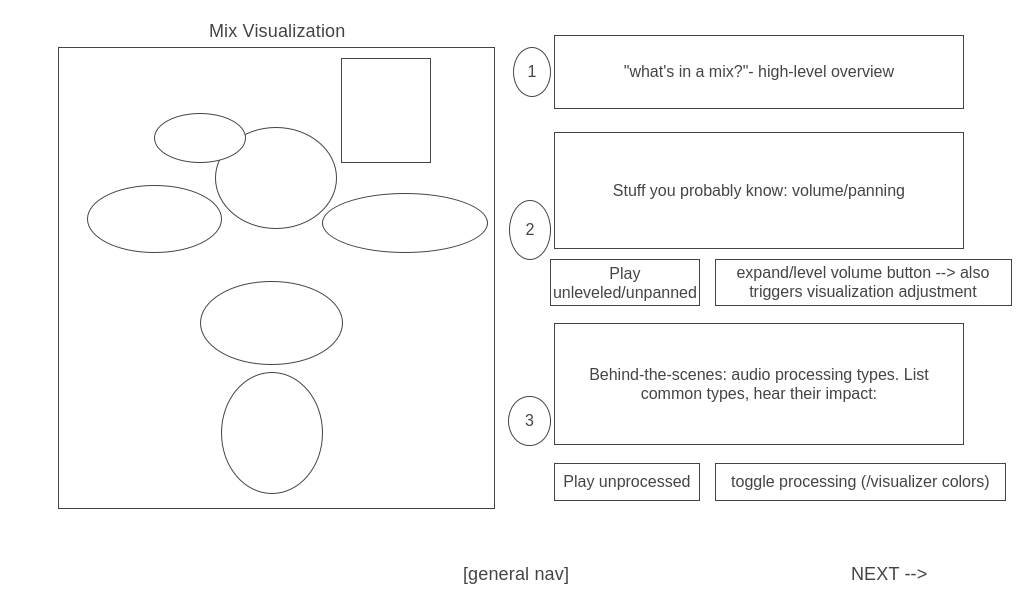 Mix Visualization
1
"what's in a mix?"- high-level overview
Stuff you probably know: volume/panning
2
Play
unleveled/unpanned
expand/level volume button --> also
triggers visualization adjustment
Behind-the-scenes: audio processing types. List
common types, hear their impact:
3
Play unprocessed
toggle processing (/visualizer colors)
[general nav]
NEXT -->